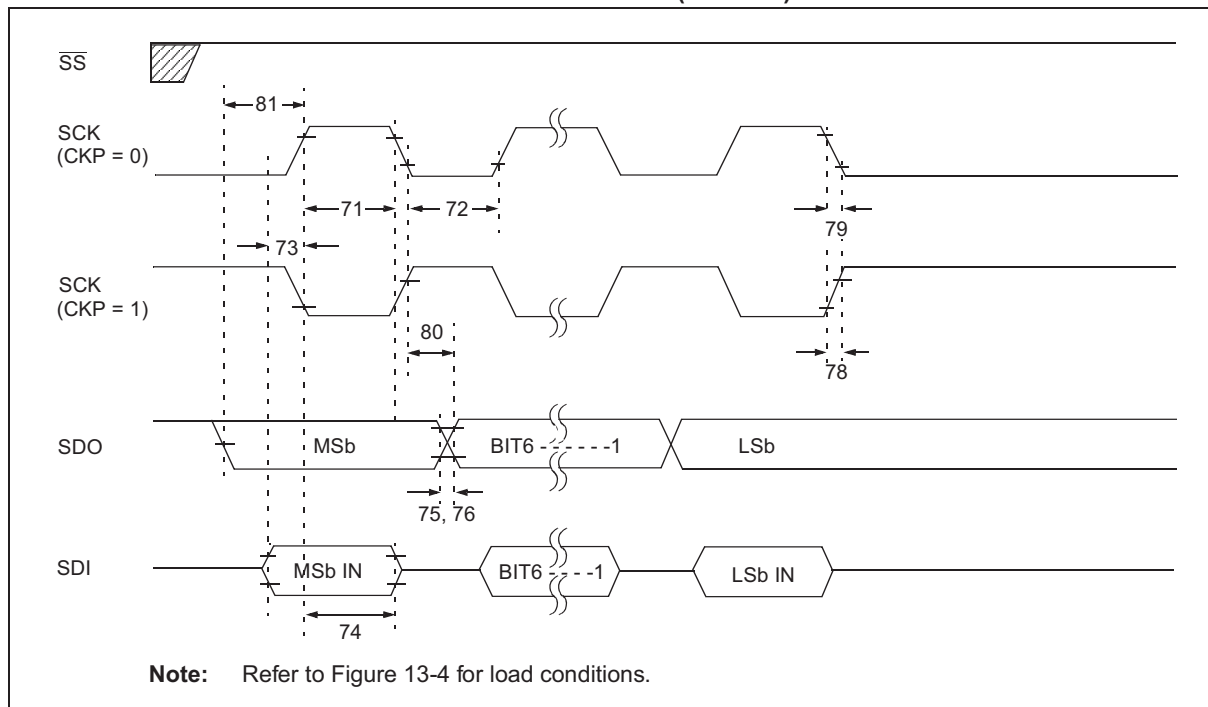 SS
81
SCK
(CKP = 0)
71
72
79
73
SCK
(CKP = 1)
80
78
SDO
MSb
BIT6 - - - - - -1
LSb
75, 76
SDI
MSb IN
BIT6 - - - -1
LSb IN
74
Note: Refer to Figure 13-4 for load conditions.